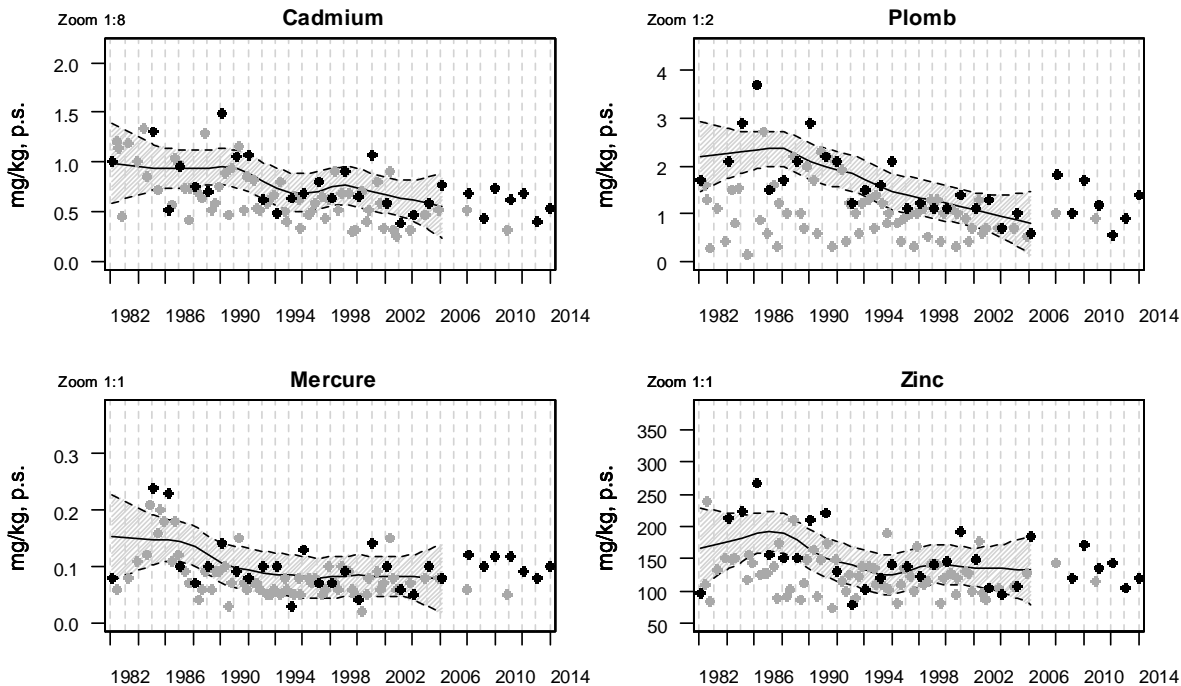 Zoom 1:8
Cadmium
mg/kg, p.s.
2.0
1.5
1.0
0.5
0.0
1982 1986 1990 1994 1998 2002 2006 2010 2014
Zoom 1:2
Plomb
mg/kg, p.s.
4
3
2
1
0
1982 1986 1990 1994 1998 2002 2006 2010 2014
Zoom 1:1
Mercure
mg/kg, p.s.
0.3
0.2
0.1
0.0
1982 1986 1990 1994 1998 2002 2006 2010 2014
Zoom 1:1
Zinc
mg/kg, p.s.
350
300
250
200
150
100
50
1982 1986 1990 1994 1998 2002 2006 2010 2014